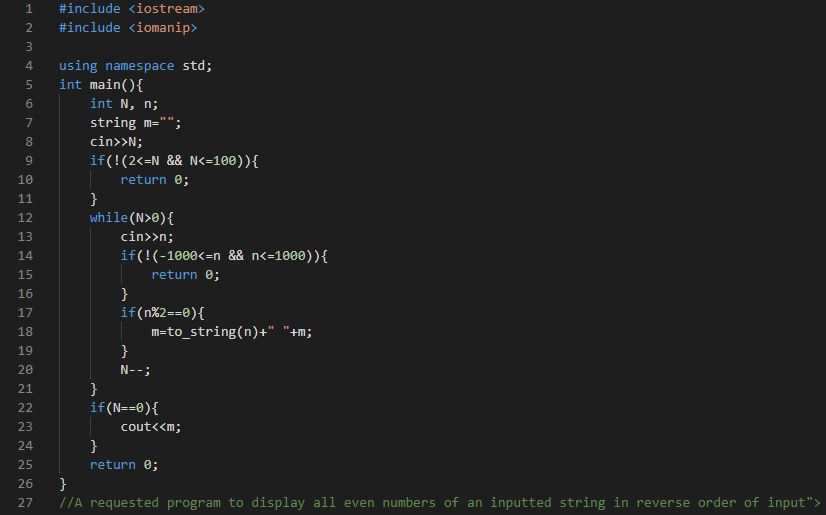 1 #include <iostream>
2 #include <iomanip>
3
4 using namespace std;
5 int main(){
6     int N, n;
7     string m="";
8     cin>>N;
9     if(!(2<=N && N<=100)){
10         return 0;
11     }
12     while(N>0){
13         cin>>n;
14         if(!(-1000<=n && n<=1000)){
15             return 0;
16         }
17         if(n%2==0){
18             m=to_string(n)+" "+m;
19         }
20         N--;
21     }
22     if(N==0){
23         cout<<m;
24     }
25     return 0;
26 }
27 //A requested program to display all even numbers of an inputted string in reverse order of input">